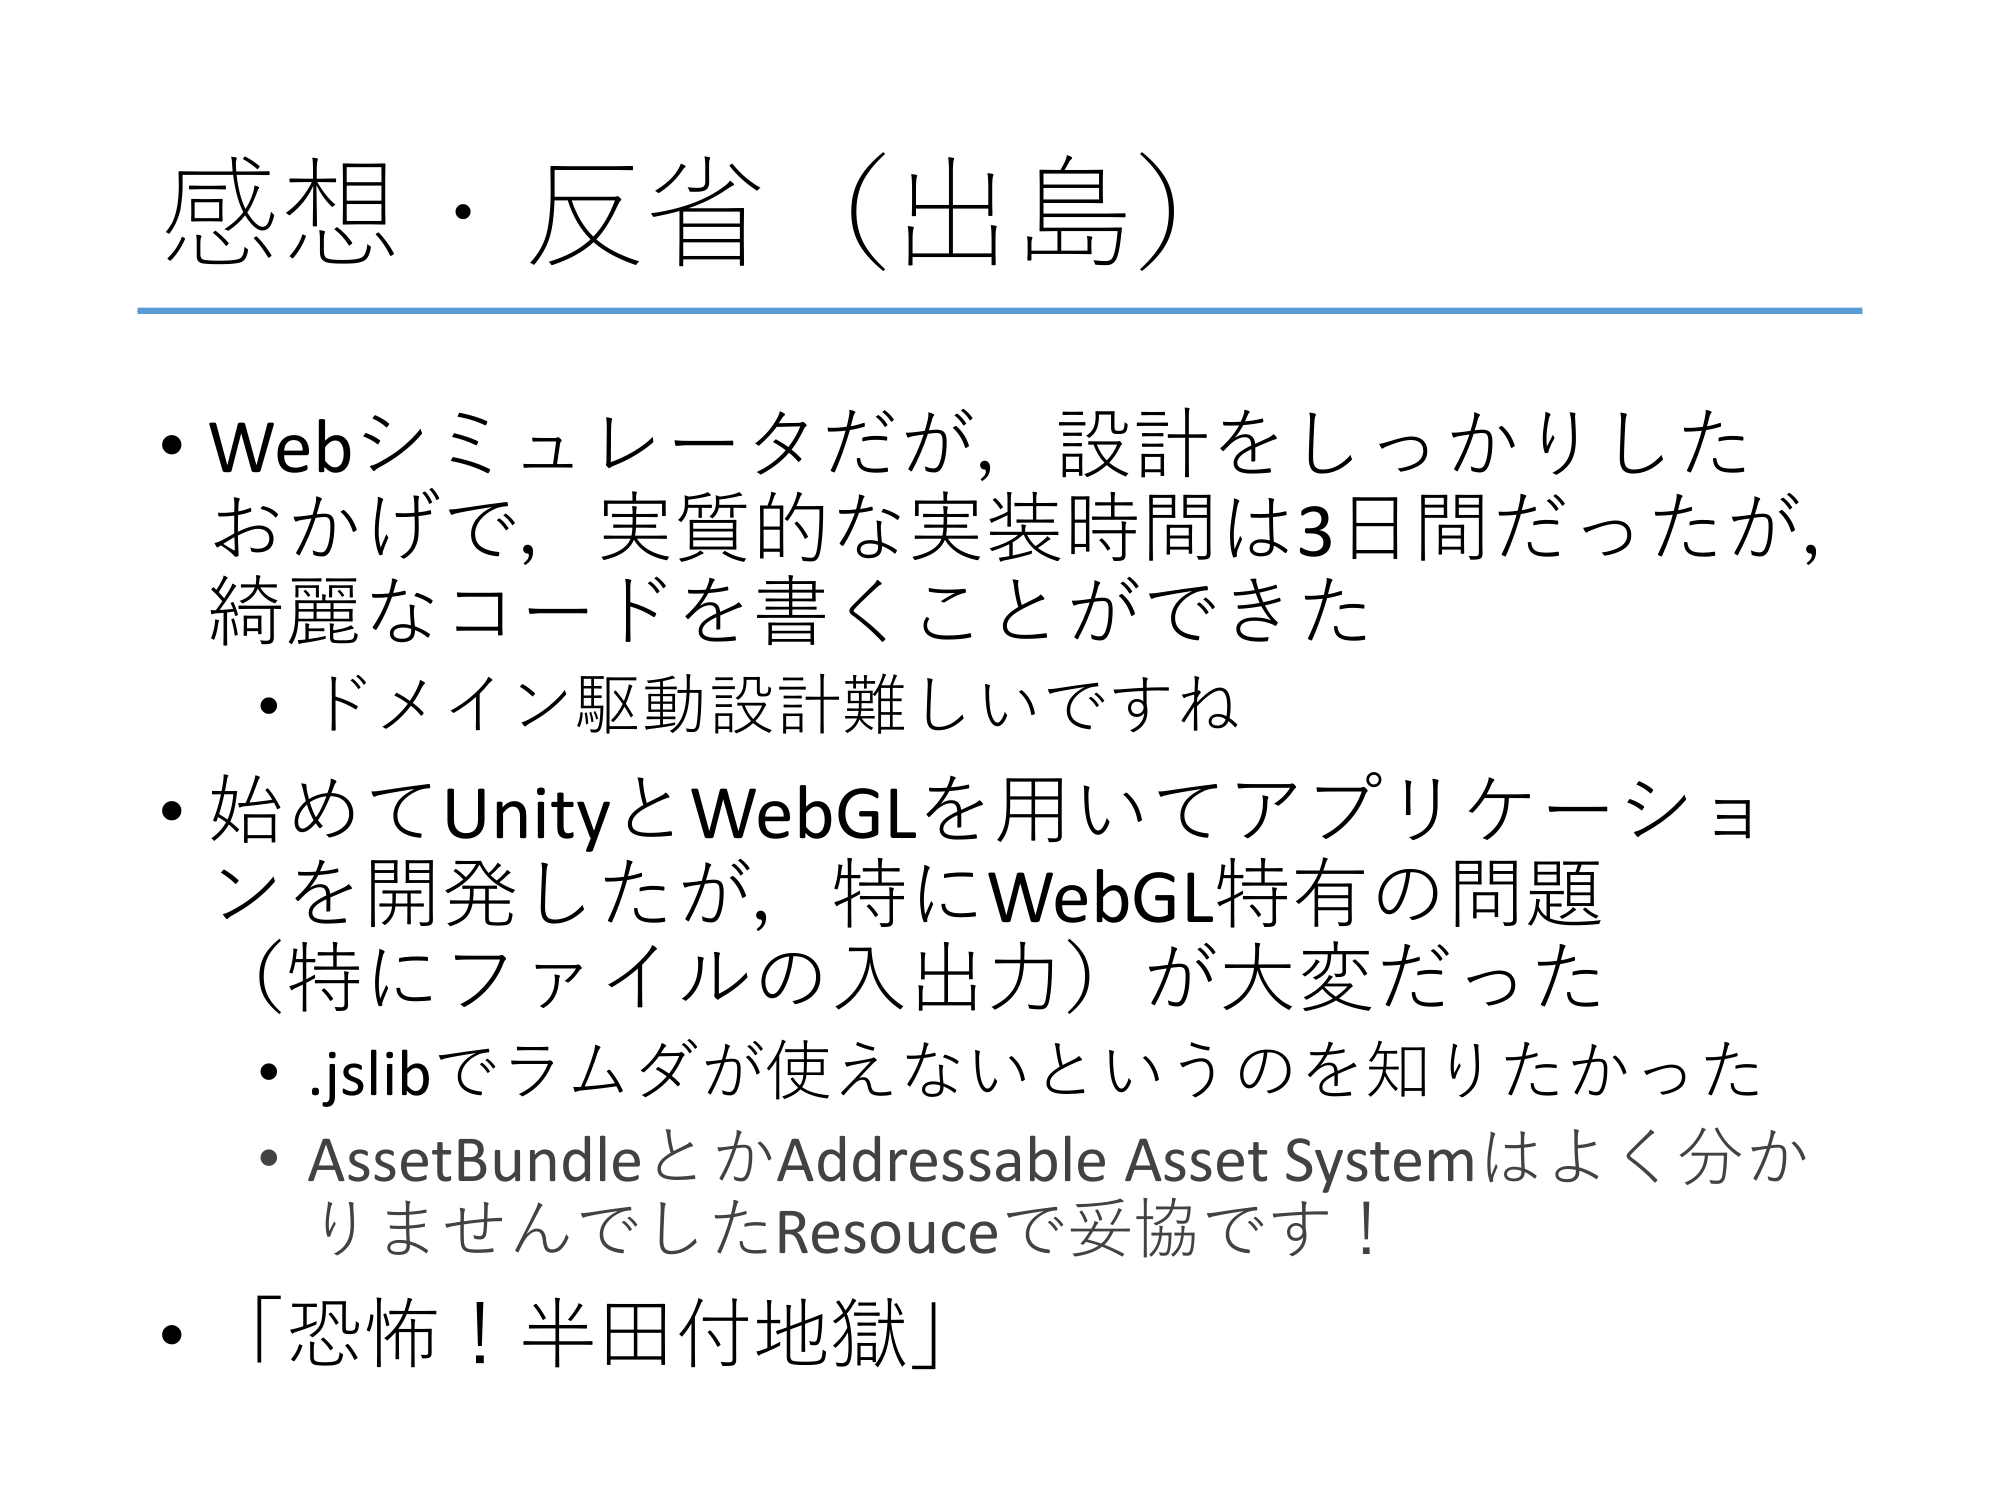 感想・反省（出島）
• Webシミュレータだが，設計をしっかりした
おかげで，実質的な実装時間は3日間だったが，
綺麗なコードを書くことができた
• ドメイン駆動設計難しいですね
• 始めてUnityとWebGLを用いてアプリケーショ
ンを開発したが，特にWebGL特有の問題
（特にファイルの入出力）が大変だった
• .jslibでラムダが使えないというのを知りたかった
• AssetBundleとかAddressable Asset Systemはよく分か
りませんでしたResouceで妥協です！
• 「恐怖！半田付地獄」